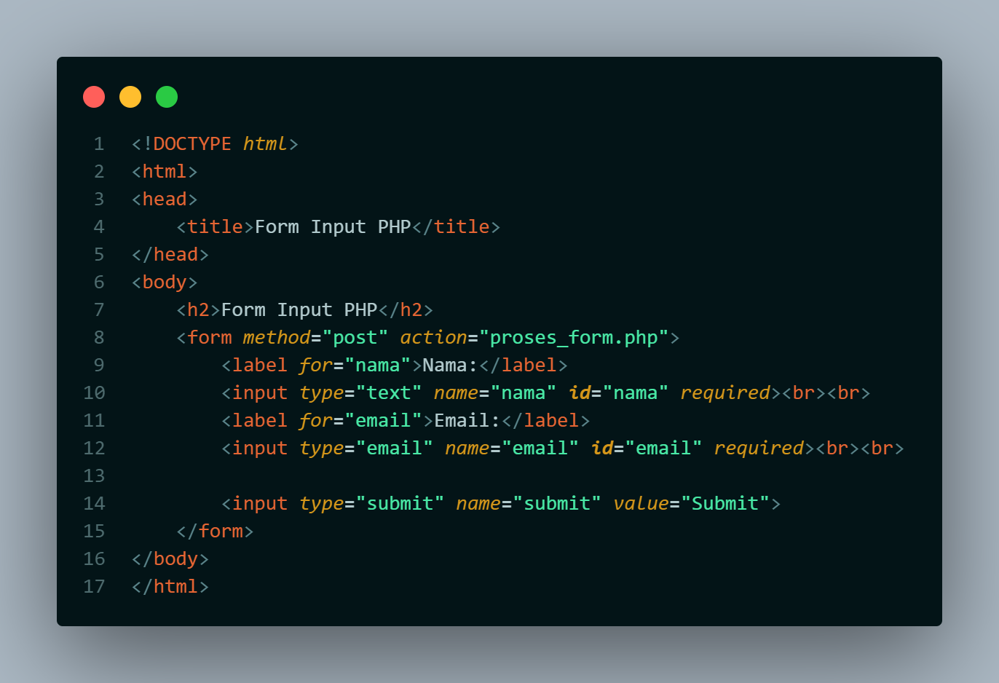 1 <!DOCTYPE html>
2 <html>
3 <head>
4     <title>Form Input PHP</title>
5 </head>
6 <body>
7     <h2>Form Input PHP</h2>
8     <form method="post" action="proses_form.php">
9         <label for="nama">Nama:</label>
10         <input type="text" name="nama" id="nama" required><br><br>
11         <label for="email">Email:</label>
12         <input type="email" name="email" id="email" required><br><br>
13
14         <input type="submit" name="submit" value="Submit">
15     </form>
16 </body>
17 </html>